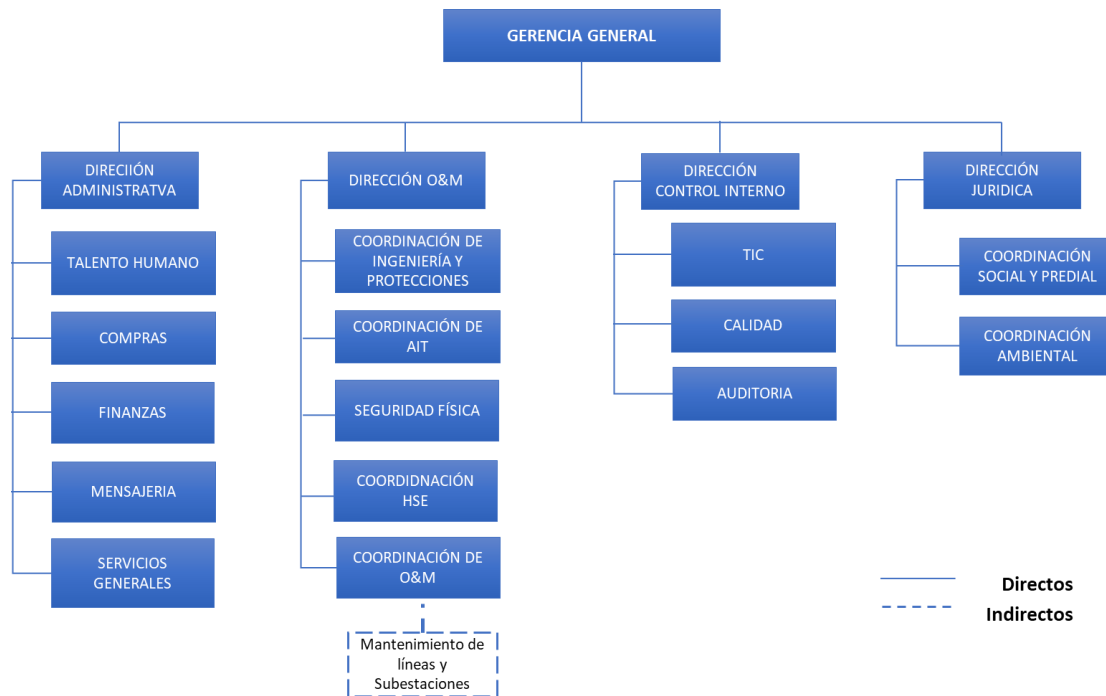 GERENCIA GENERAL
DIRECIIÓN
ADMINISTRATVA
TALENTO HUMANO
COMPRAS
FINANZAS
MENSAJERIA
SERVICIOS
GENERALES
DIRECCIÓN O&M
COORDINACIÓN DE
INGENIERÍA Y
PROTECCIONES
COORDINACIÓN DE
AIT
SEGURIDAD FÍSICA
COORDIDNACIÓN
HSE
COORDINACIÓN DE
O&M
Mantenimiento de
líneas y
Subestaciones
DIRECCIÓN
CONTROL INTERNO
TIC
CALIDAD
AUDITORIA
DIRECCIÓN
JURIDICA
COORDINACIÓN
SOCIAL Y PREDIAL
COORDINACIÓN
AMBIENTAL
Directos
Indirectos